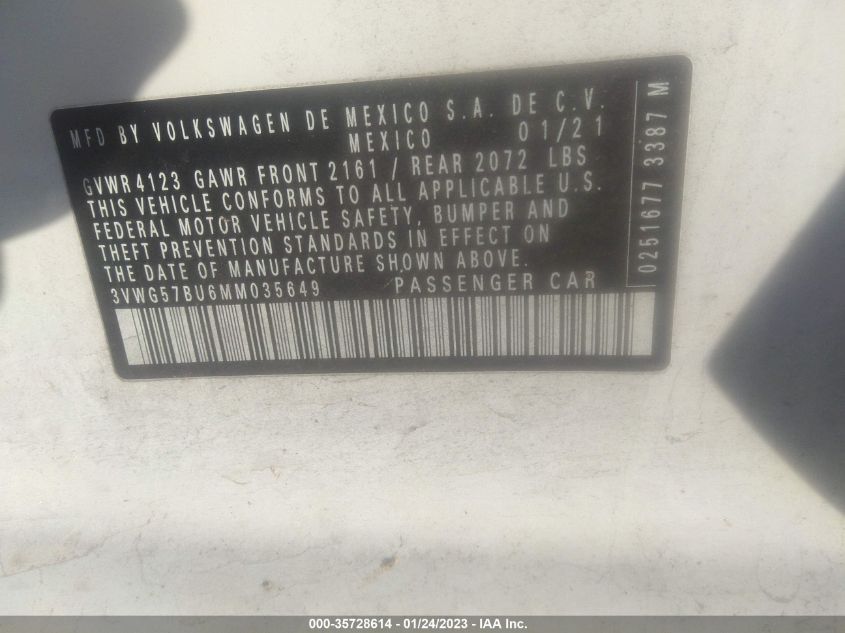 MFD BY VOLKSWAGEN DE MEXICO S.A. DE C.V.
MEXICO 01/21
GVWR 4123 GAWR FRONT 2161 / REAR 2072 LBS
THIS VEHICLE CONFORMS TO ALL APPLICABLE U.S.
FEDERAL MOTOR VEHICLE SAFETY, BUMPER AND
THEFT PREVENTION STANDARDS IN EFFECT ON
THE DATE OF MANUFACTURE SHOWN ABOVE.
3VWG57BU6MM035649 PASSENGER CAR
0251677 3387 M
000-35728614 - 01/24/2023 - IAA Inc.